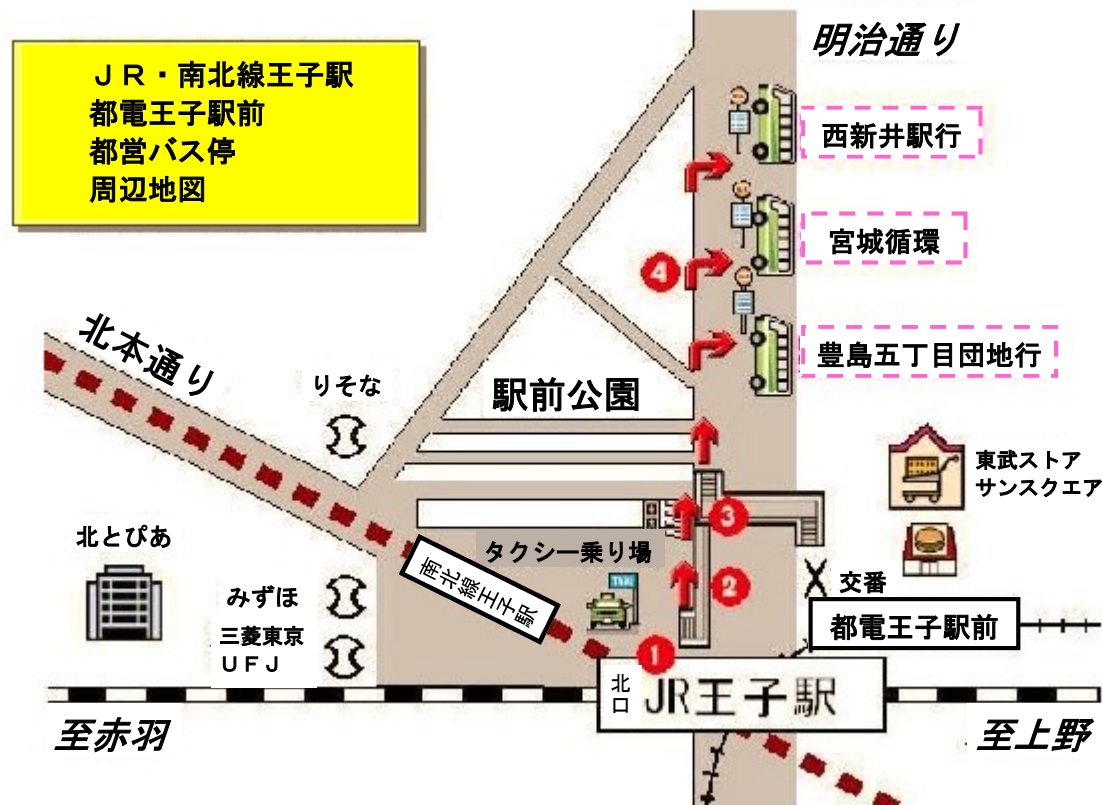 ＪＲ・南北線王子駅
都電王子駅前
都営バス停
周辺地図
明治通り
西新井駅行
宮城循環
④
豊島五丁目団地行
北本通り
りそな
駅前公園
東武ストア
サンスクエア
③
北とぴあ
タクシー乗り場
南北線王子駅
TAXI
②
交番
みずほ
三菱東京
ＵＦＪ
都電王子駅前
①
北口
JR王子駅
至赤羽
至上野